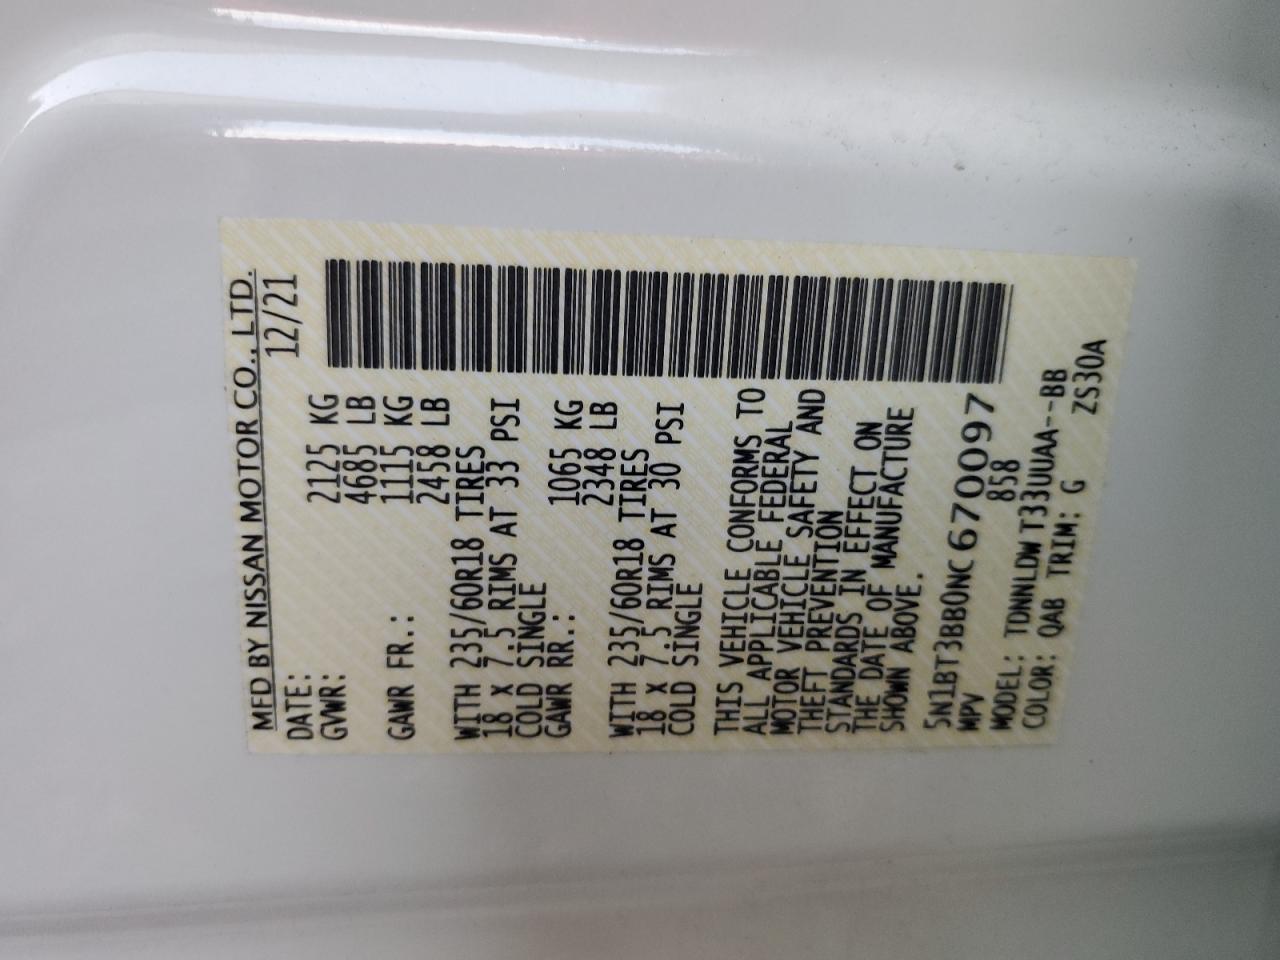 MFD BY NISSAN MOTOR CO., LTD.
DATE: 12/21
GVWR: 2125 KG
4685 LB
GAWR FR.: 1115 KG
2458 LB
WITH 235/60R18 TIRES
18 X 7.5 RIMS AT 33 PSI
COLD SINGLE
GAWR RR.: 1065 KG
2348 LB
WITH 235/60R18 TIRES
18 X 7.5 RIMS AT 30 PSI
COLD SINGLE
THIS VEHICLE CONFORMS TO
ALL APPLICABLE FEDERAL
MOTOR VEHICLE SAFETY AND
THEFT PREVENTION
STANDARDS IN EFFECT ON
THE DATE OF MANUFACTURE
SHOWN ABOVE.
5N1BT3BB0NC670097
MPV 858
MODEL: TDNNLDWT33UUAA--BB
COLOR: QAB TRIM: G ZS30A